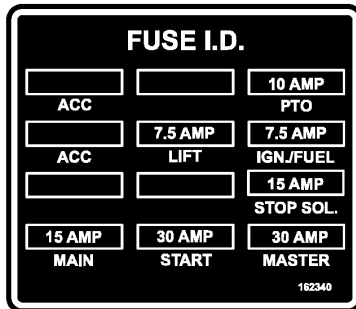 FUSE I.D.
10 AMP
ACC PTO
7.5 AMP 7.5 AMP
ACC LIFT IGN./FUEL
15 AMP
STOP SOL.
15 AMP 30 AMP 30 AMP
MAIN START MASTER
162340